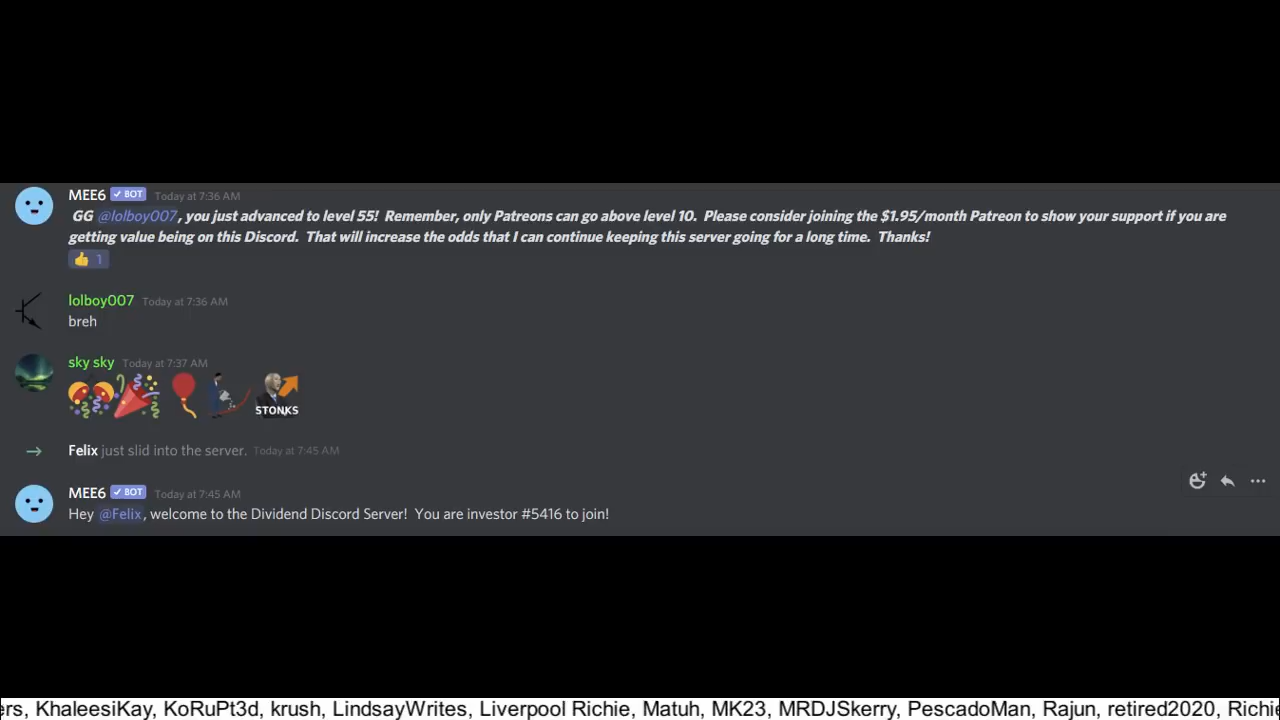 MEE6 ✓ BOT Today at 7:36 AM
GG @lolboy007, you just advanced to level 55! Remember, only Patreons can go above level 10. Please consider joining the $1.95/month Patreon to show your support if you are
getting value being on this Discord. That will increase the odds that I can continue keeping this server going for a long time. Thanks!
👍 1
lolboy007 Today at 7:36 AM
breh
sky sky Today at 7:37 AM
STONKS
Felix just slid into the server. Today at 7:45 AM
MEE6 ✓ BOT Today at 7:45 AM
Hey @Felix, welcome to the Dividend Discord Server! You are investor #5416 to join!
ers, KhaleesiKay, KoRuPt3d, krush, LindsayWrites, Liverpool Richie, Matuh, MK23, MRDJSkerry, PescadoMan, Rajun, retired2020, Richie